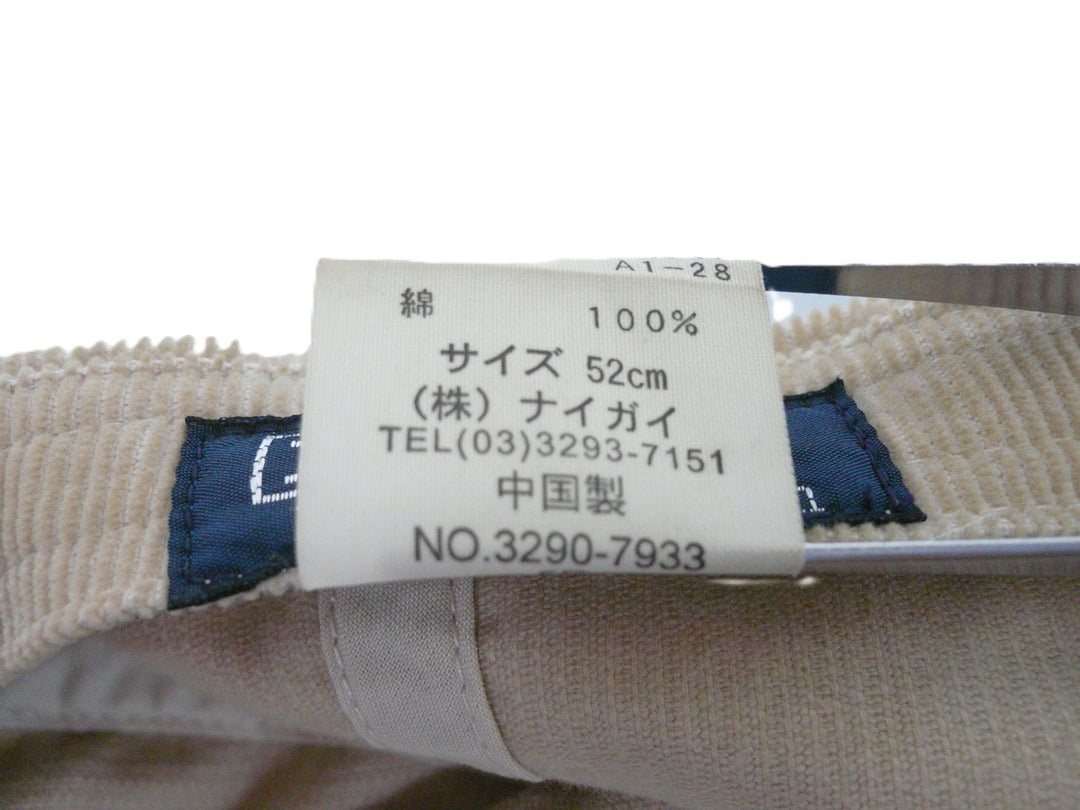 A1-28
綿 100%
サイズ 52cm
(株) ナイガイ
TEL(03)3293-7151
中国製
NO.3290-7933